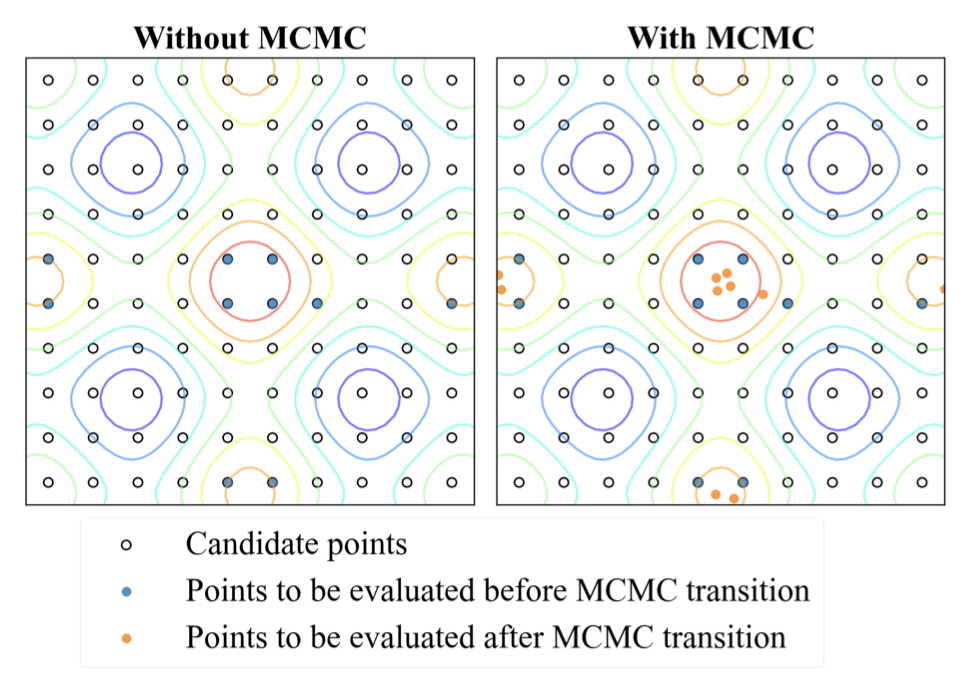 Without MCMC
With MCMC
Candidate points
Points to be evaluated before MCMC transition
Points to be evaluated after MCMC transition